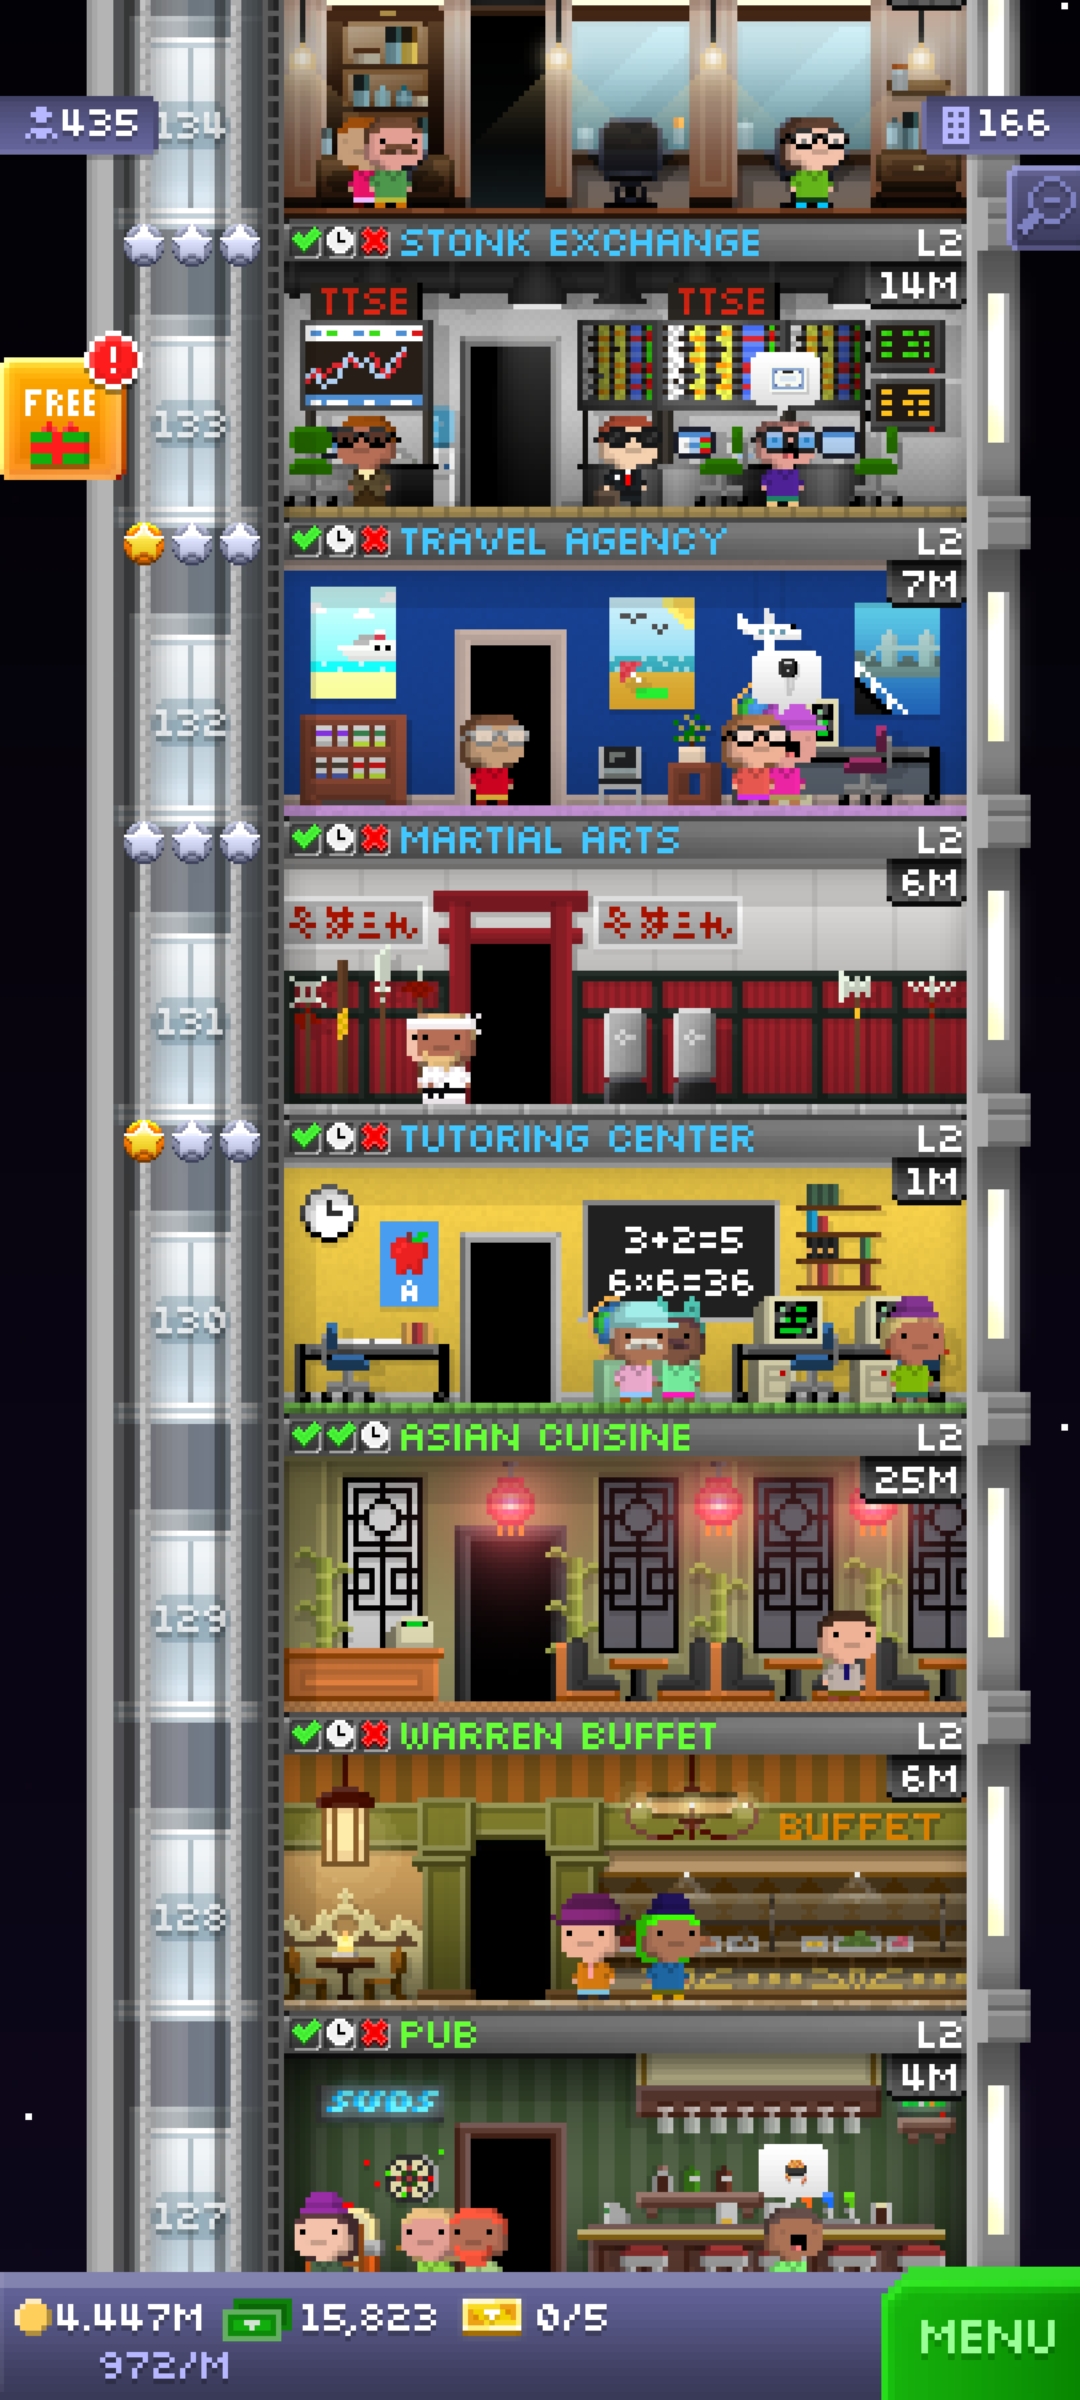 435
134
166
STONK EXCHANGE L2
14M
TTSE TTSE
FREE
133
TRAVEL AGENCY L2
7M
132
MARTIAL ARTS L2
6M
131
TUTORING CENTER L2
1M
3+2=5
6x6=36
A
130
ASIAN CUISINE L2
25M
129
WARREN BUFFET L2
6M
BUFFET
128
PUB L2
4M
SUDS
127
4.447M 15,823 0/5
972/M
MENU